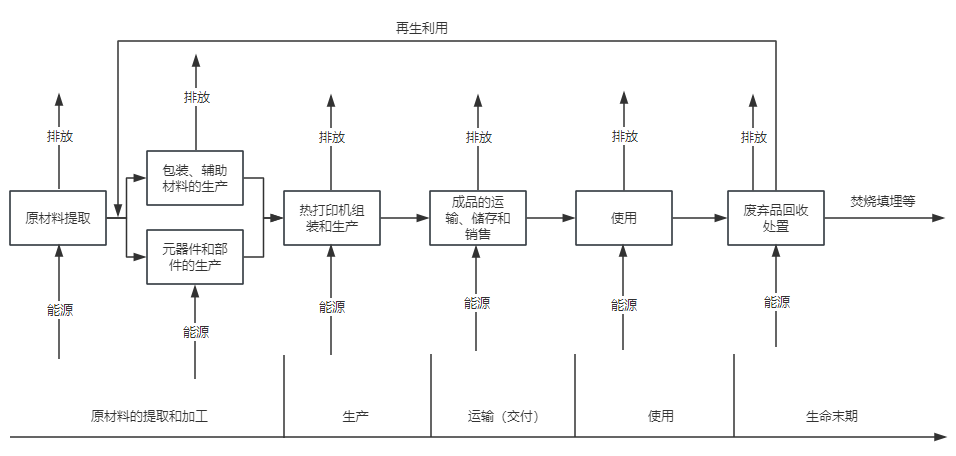 再生利用
排放
排放
排放
排放
排放
排放
原材料提取
包装、辅助
材料的生产
元器件和部
件的生产
热打印机组
装和生产
成品的运
输、储存和
销售
使用
废弃品回收
处置
焚烧填埋等
能源
能源
能源
能源
能源
能源
原材料的提取和加工
生产
运输（交付）
使用
生命末期